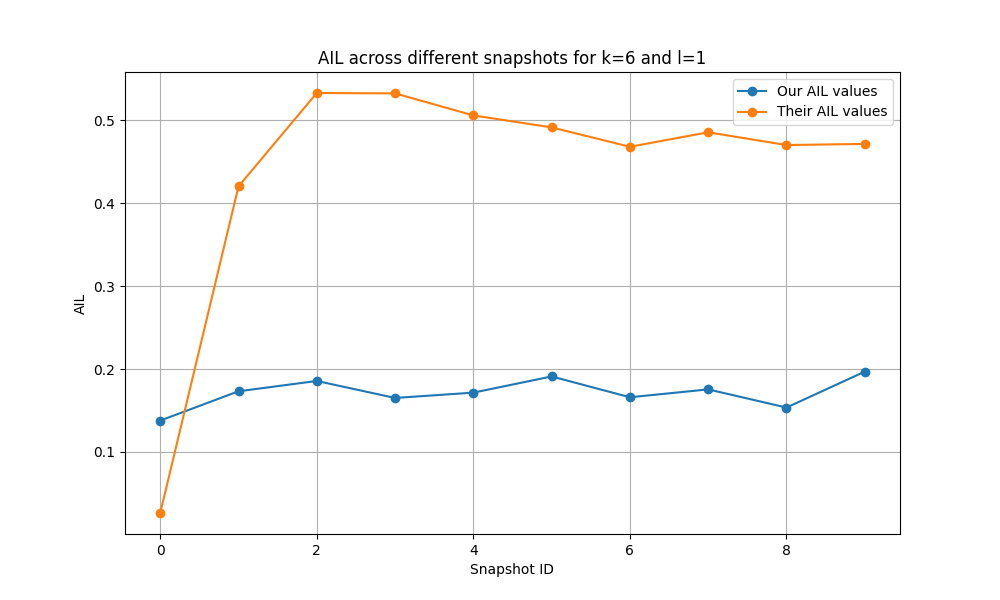 AIL across different snapshots for k=6 and l=1
Our AIL values
Their AIL values
0.5
0.4
0.3
0.2
0.1
AIL
0 2 4 6 8
Snapshot ID